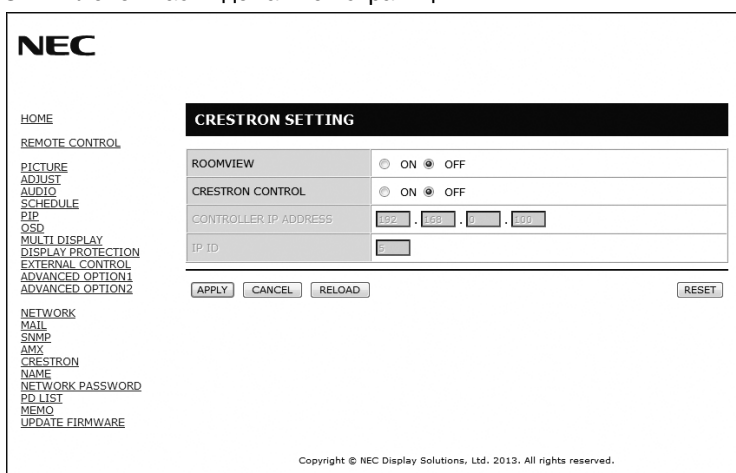 NEC
HOME
REMOTE CONTROL
PICTURE
ADJUST
AUDIO
SCHEDULE
PIP
OSD
MULTI DISPLAY
DISPLAY PROTECTION
EXTERNAL CONTROL
ADVANCED OPTION1
ADVANCED OPTION2
NETWORK
MAIL
SNMP
AMX
CRESTRON
NAME
NETWORK PASSWORD
PD LIST
MEMO
UPDATE FIRMWARE
CRESTRON SETTING
ROOMVIEW ON OFF
CRESTRON CONTROL ON OFF
CONTROLLER IP ADDRESS 192 . 168 . 0 . 100
IP ID 5
APPLY CANCEL RELOAD RESET
Copyright © NEC Display Solutions, Ltd. 2013. All rights reserved.